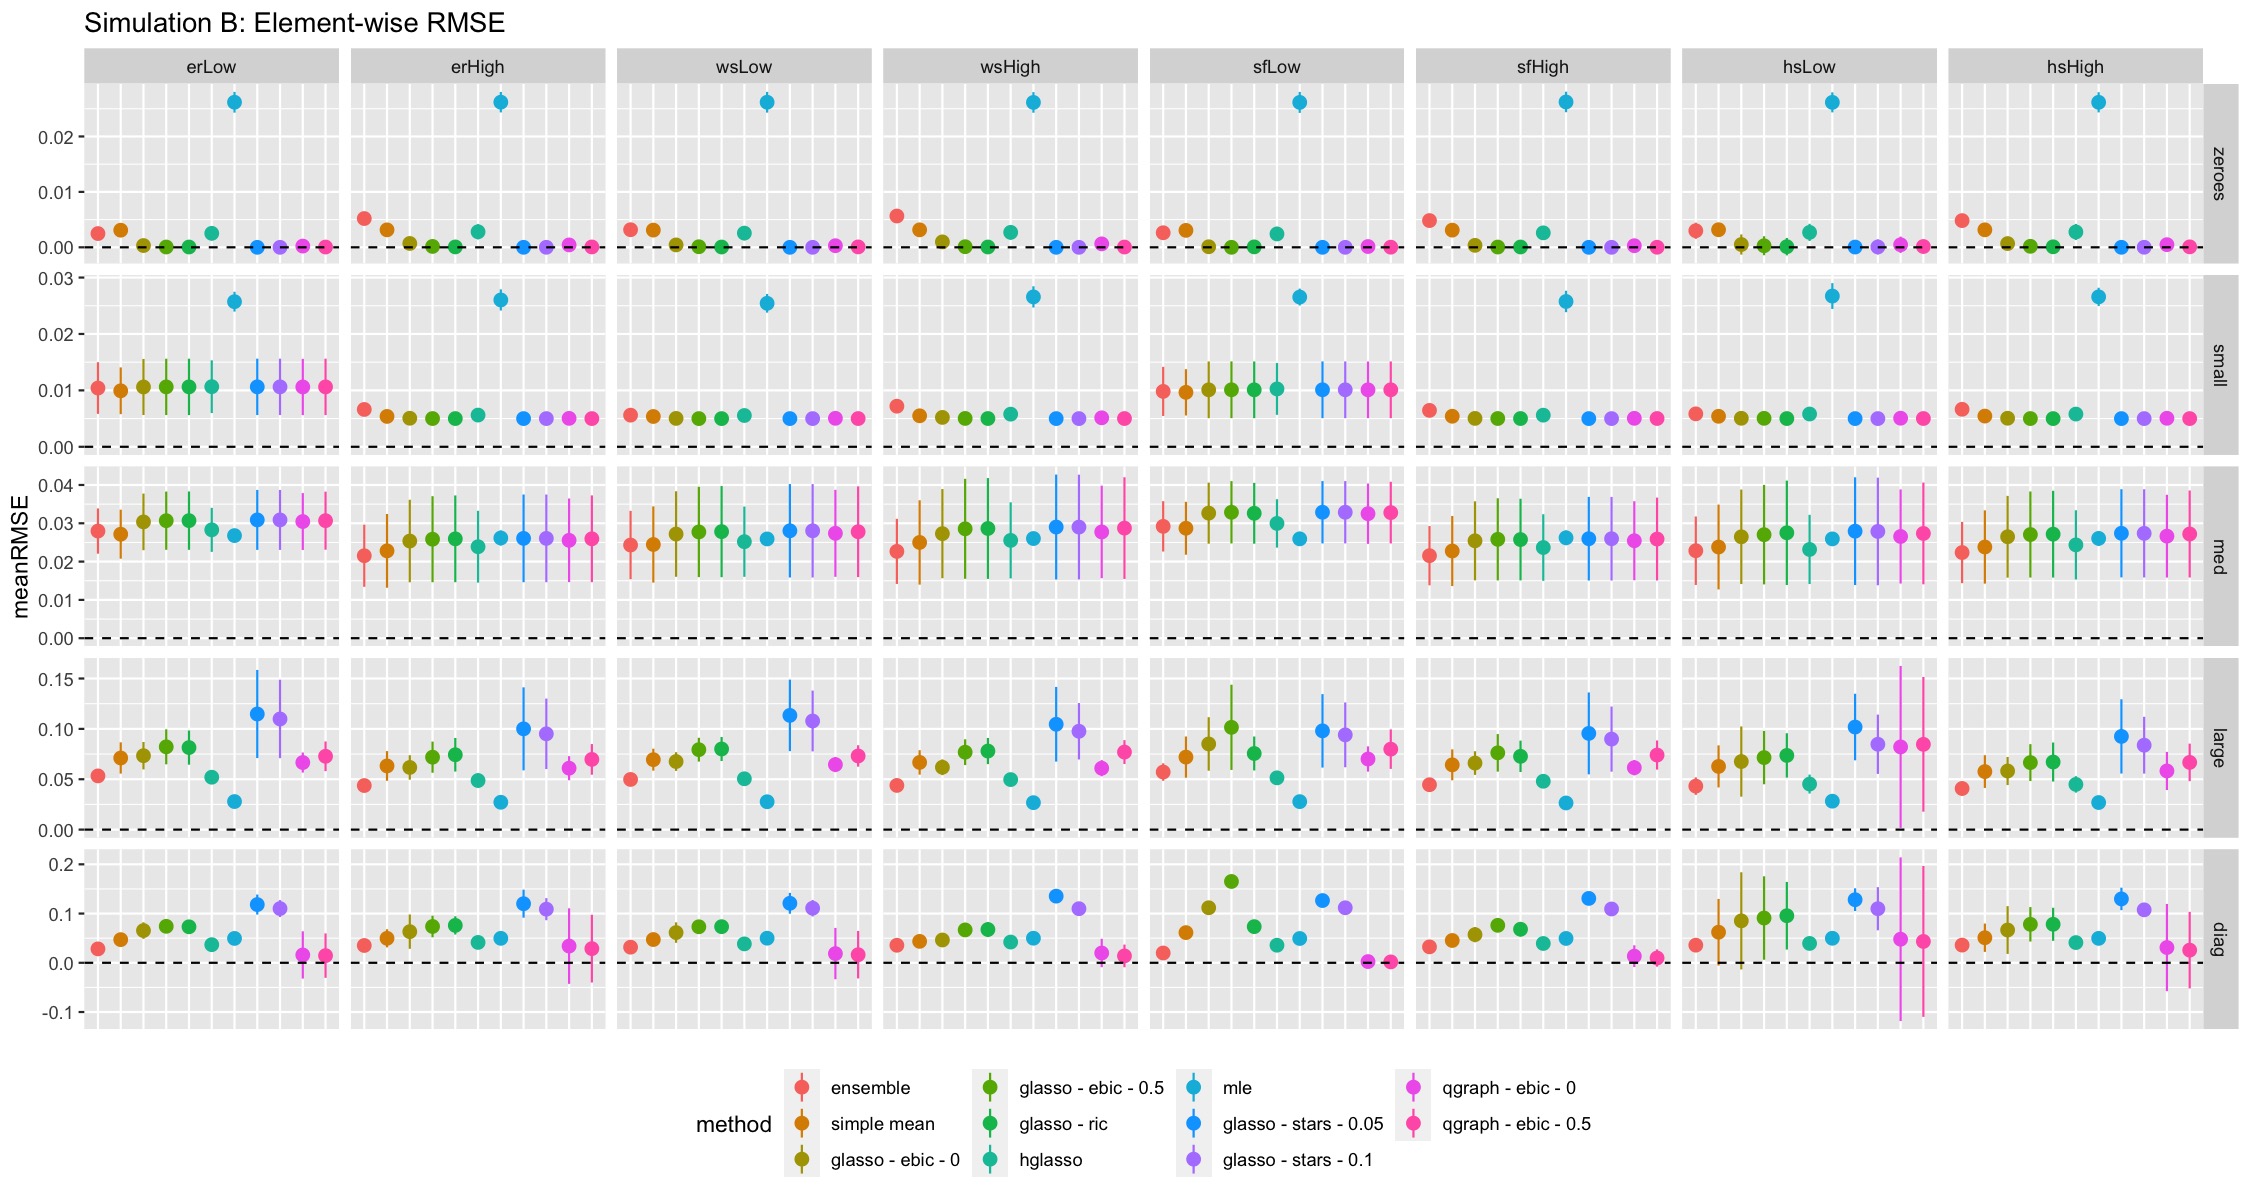 Simulation B: Element-wise RMSE
erLow erHigh wsLow wsHigh sfLow sfHigh hsLow hsHigh
0.02
0.01
0.00
zeroes
0.03
0.02
0.01
0.00
small
0.04
0.03
0.02
0.01
0.00
med
0.15
0.10
0.05
0.00
large
0.2
0.1
0.0
-0.1
diag
meanRMSE
method
ensemble
simple mean
glasso - ebic - 0
glasso - ebic - 0.5
glasso - ric
hglasso
mle
glasso - stars - 0.05
glasso - stars - 0.1
qgraph - ebic - 0
qgraph - ebic - 0.5